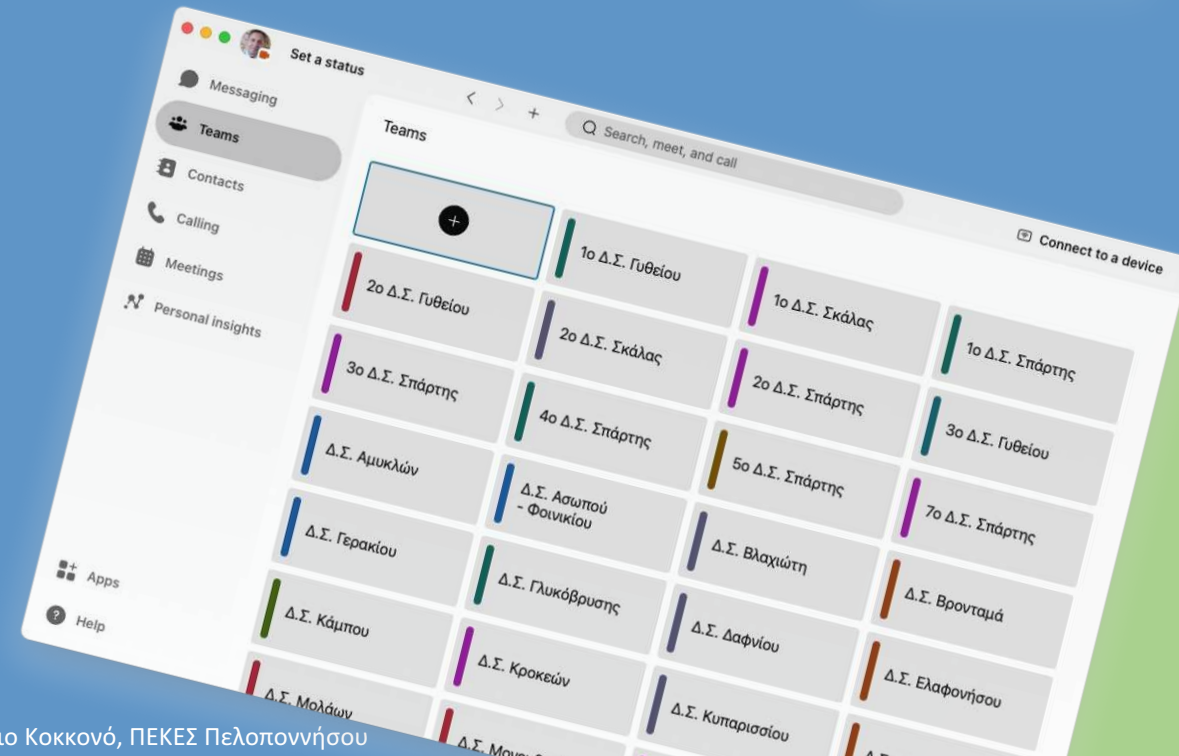 Set a status
Messaging
Teams
Contacts
Calling
Meetings
Personal insights
Apps
Help
Search, meet, and call
Connect to a device
Teams
1ο Δ.Σ. Γυθείου
1ο Δ.Σ. Σκάλας
1ο Δ.Σ. Σπάρτης
2ο Δ.Σ. Γυθείου
2ο Δ.Σ. Σκάλας
2ο Δ.Σ. Σπάρτης
3ο Δ.Σ. Γυθείου
3ο Δ.Σ. Σπάρτης
4ο Δ.Σ. Σπάρτης
5ο Δ.Σ. Σπάρτης
7ο Δ.Σ. Σπάρτης
Δ.Σ. Αμυκλών
Δ.Σ. Ασωπού
- Φοινικίου
Δ.Σ. Βλαχιώτη
Δ.Σ. Βρονταμά
Δ.Σ. Γερακίου
Δ.Σ. Γλυκόβρυσης
Δ.Σ. Δαφνίου
Δ.Σ. Ελαφονήσου
Δ.Σ. Κάμπου
Δ.Σ. Κροκεών
Δ.Σ. Κυπαρισσίου
Δ.Σ. Μολάων
Δ.Σ.
Κοκκονό, ΠΕΚΕΣ Πελοποννήσου